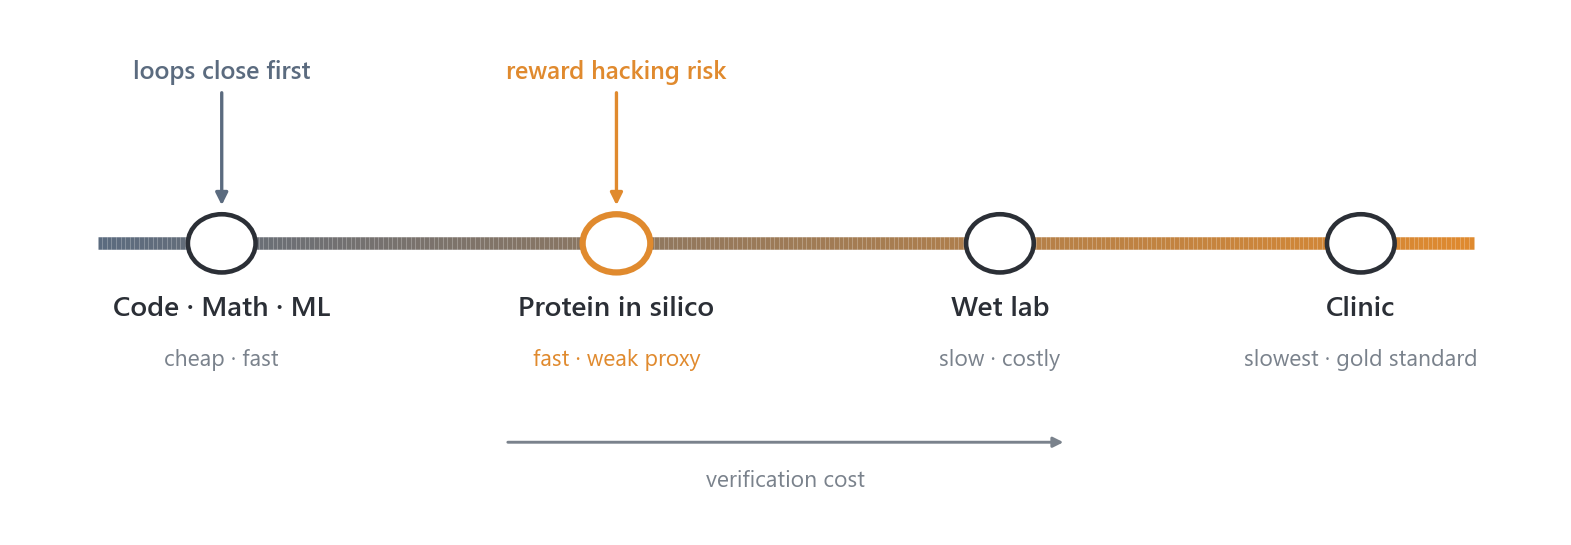 loops close first
reward hacking risk
Code · Math · ML
Protein in silico
Wet lab
Clinic
cheap · fast
fast · weak proxy
slow · costly
slowest · gold standard
verification cost